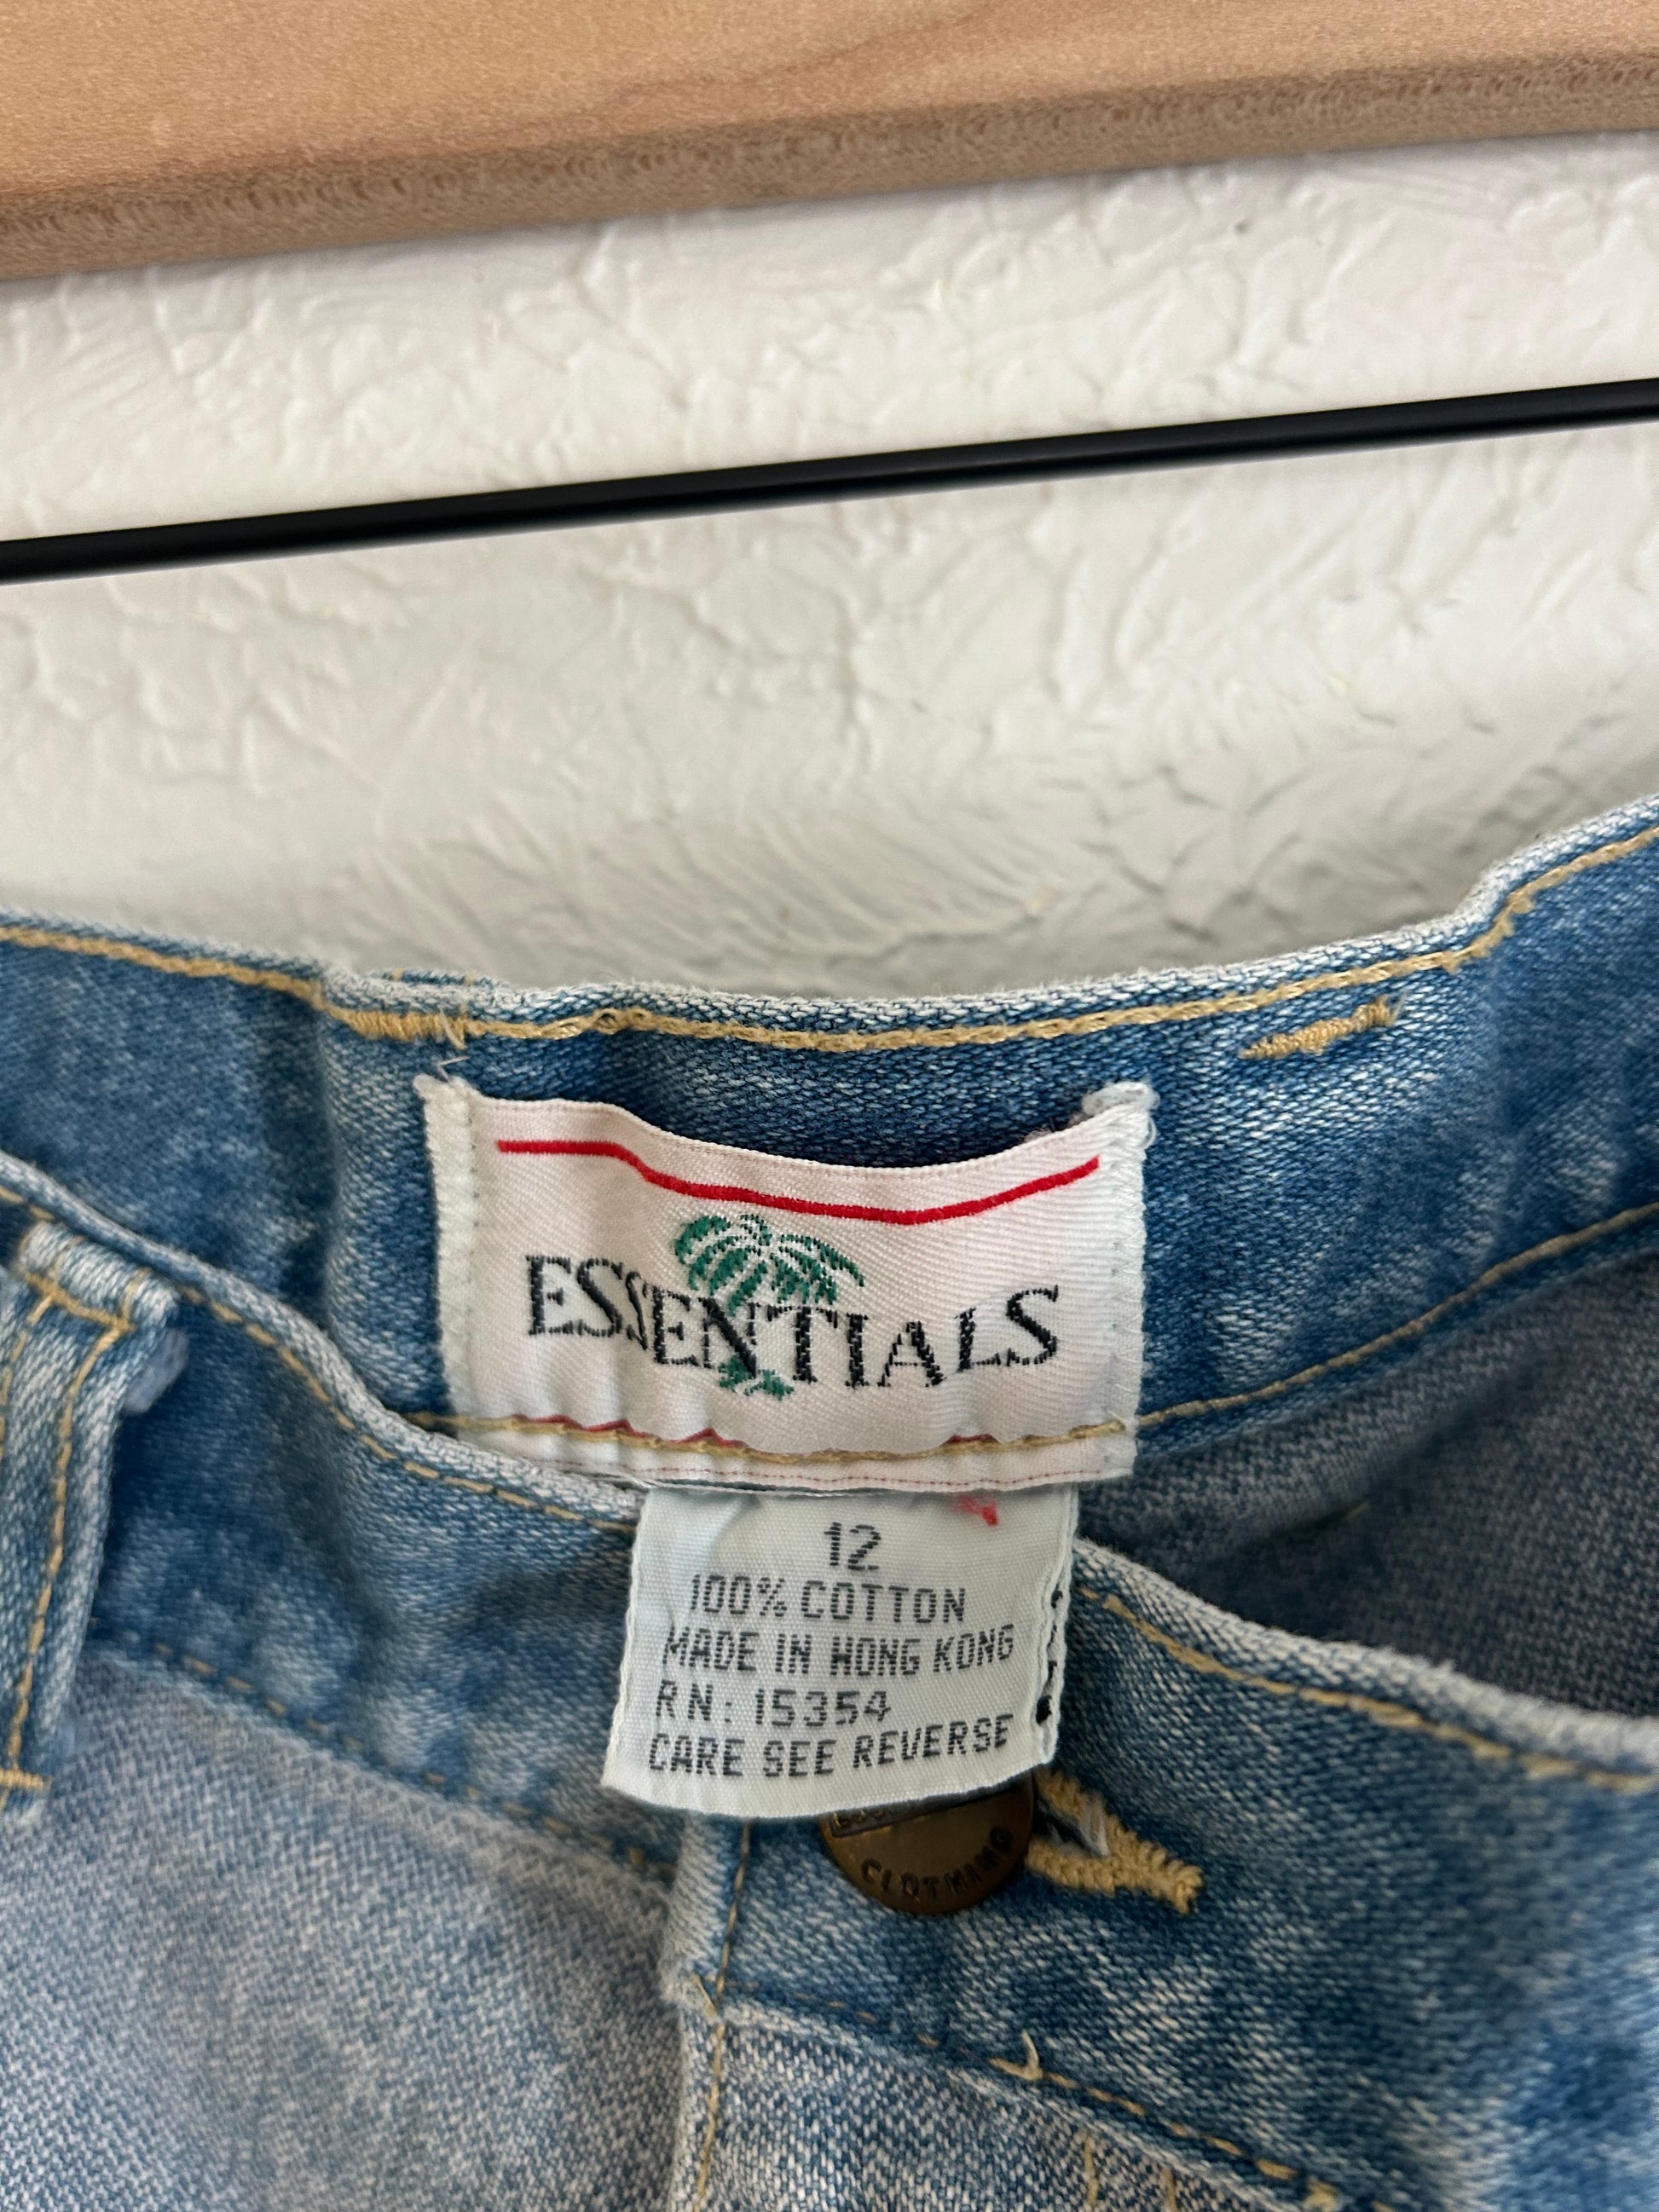 ESSENTIALS
12
100% COTTON
MADE IN HONG KONG
RN: 15354
CARE SEE REVERSE
CLOTHING